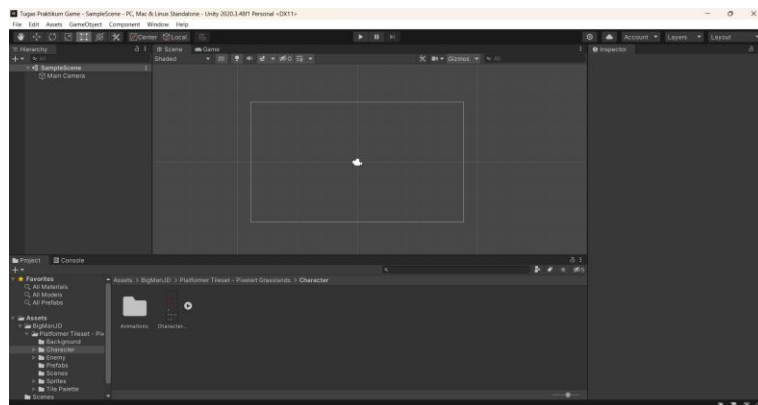 Tugas Praktikum Game - SampleScene - PC, Mac & Linux Standalone - Unity 2020.3.48f1 Personal <DX11>
File Edit Assets GameObject Component Window Help
Center Local Account Layers Layout
Hierarchy Scene Game Inspector
All Shaded 2D 0 Gizmos All
SampleScene
Main Camera
Project Console
Favorites
All Materials
All Models
All Prefabs
Assets > BigManJD > Platformer Tileset - Pixelart Grasslands > Character
Animations Character...
Assets
BigManJD
Platformer Tileset - Pix
Background
Character
Enemy
Prefabs
Scenes
Sprites
Tile Palette
Scenes